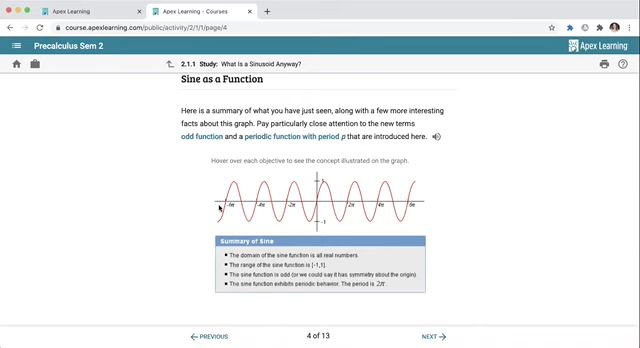 Apex Learning
Apex Learning - Courses
course.apexlearning.com/public/activity/2/1/1/page/4
Precalculus Sem 2
Apex Learning
2.1.1 Study: What Is a Sinusoid Anyway?
Sine as a Function
Here is a summary of what you have just seen, along with a few more interesting
facts about this graph. Pay particularly close attention to the new terms
odd function and a periodic function with period p that are introduced here.
Hover over each objective to see the concept illustrated on the graph.
1
-6π -4π -2π 2π 4π 6π
-1
Summary of Sine
The domain of the sine function is all real numbers.
The range of the sine function is [-1,1].
The sine function is odd (or we could say it has symmetry about the origin).
The sine function exhibits periodic behavior. The period is 2π.
PREVIOUS
4 of 13
NEXT